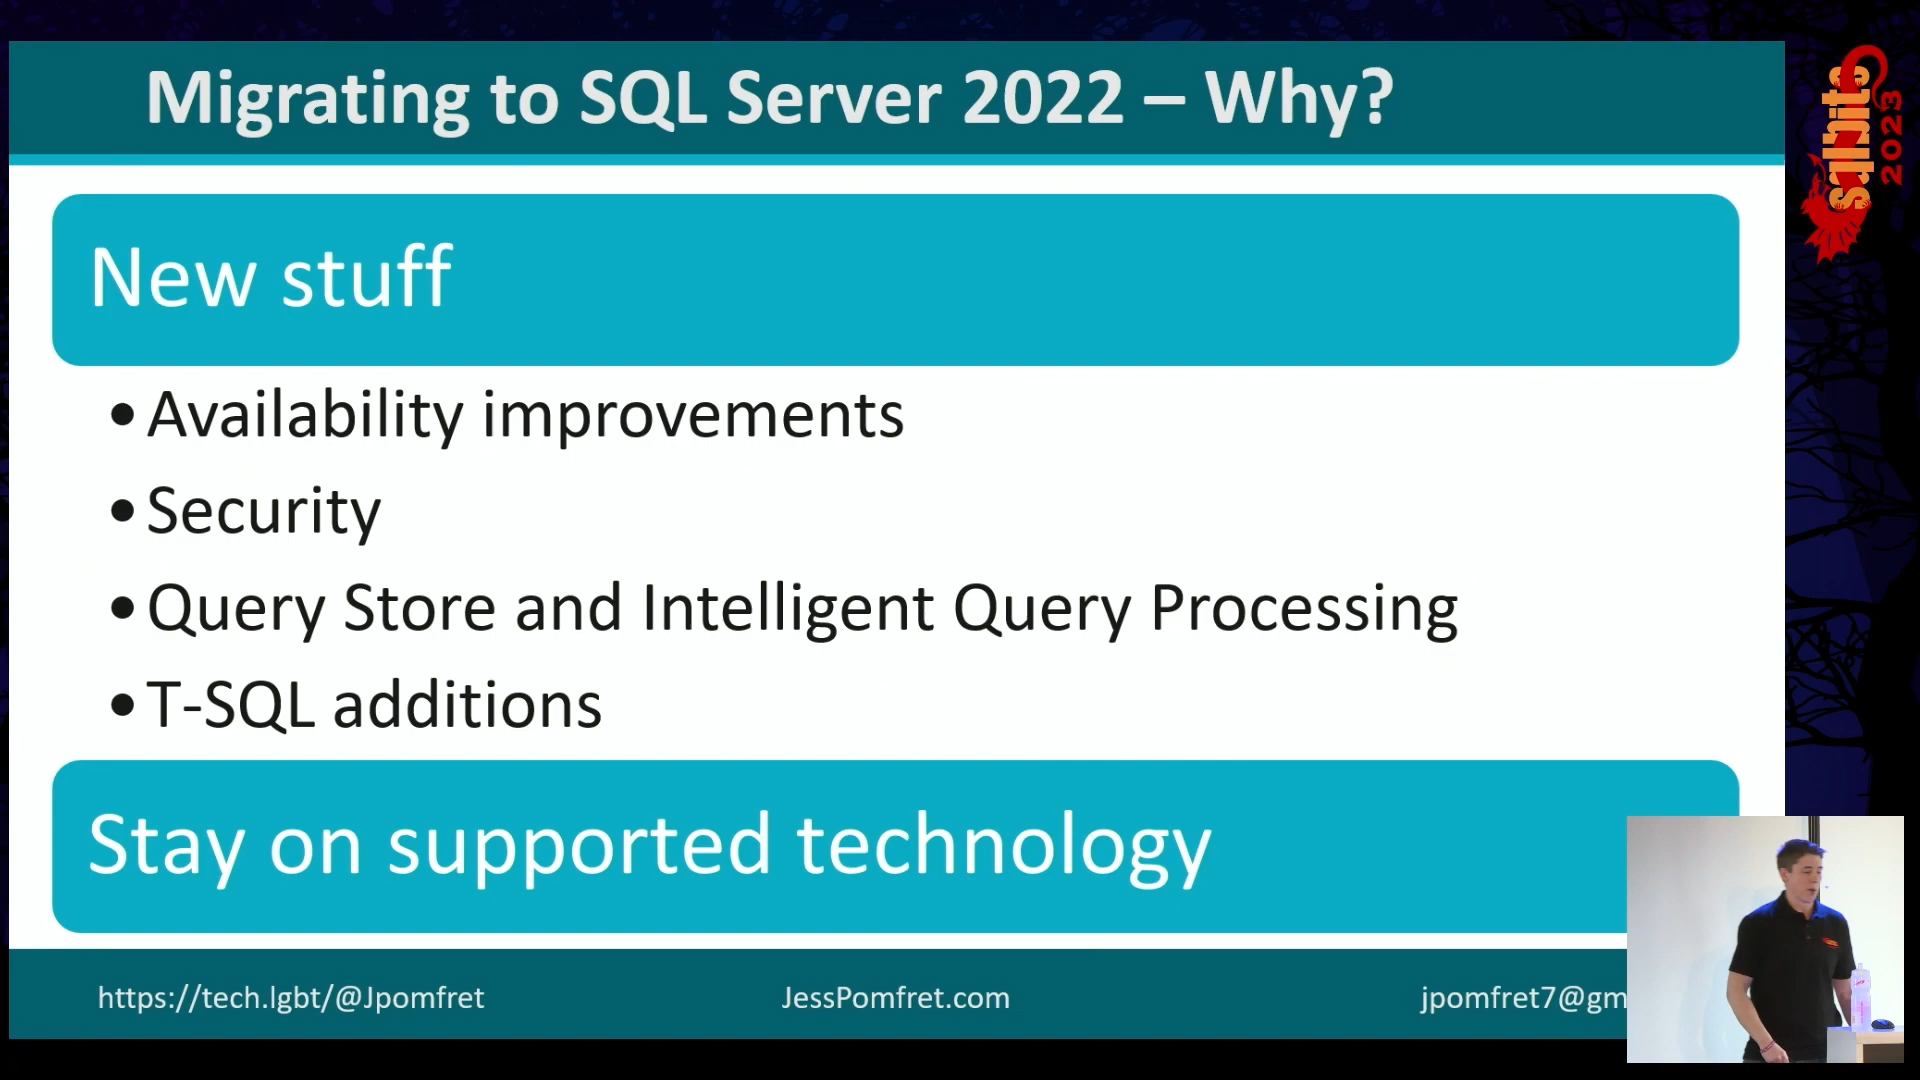 Migrating to SQL Server 2022 – Why?
New stuff
•Availability improvements
•Security
•Query Store and Intelligent Query Processing
•T-SQL additions
Stay on supported technology
https://tech.lgbt/@Jpomfret
JessPomfret.com
jpomfret7@gm
sqlbits
2023